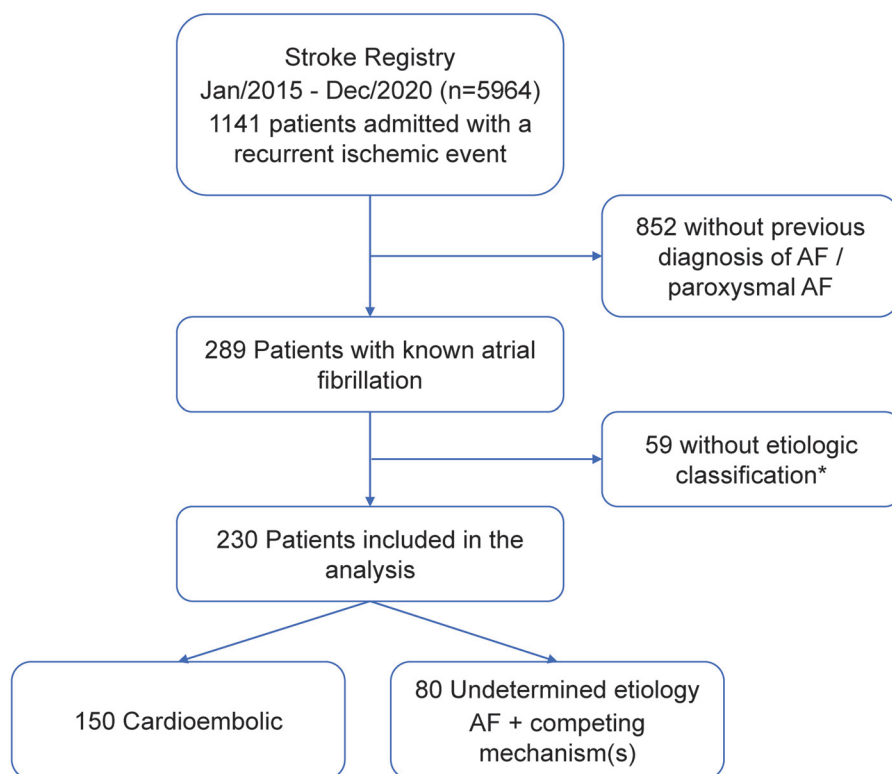 Stroke Registry
Jan/2015 - Dec/2020 (n=5964)
1141 patients admitted with a
recurrent ischemic event
852 without previous
diagnosis of AF /
paroxysmal AF
289 Patients with known atrial
fibrillation
59 without etiologic
classification*
230 Patients included in the
analysis
150 Cardioembolic
80 Undetermined etiology
AF + competing
mechanism(s)